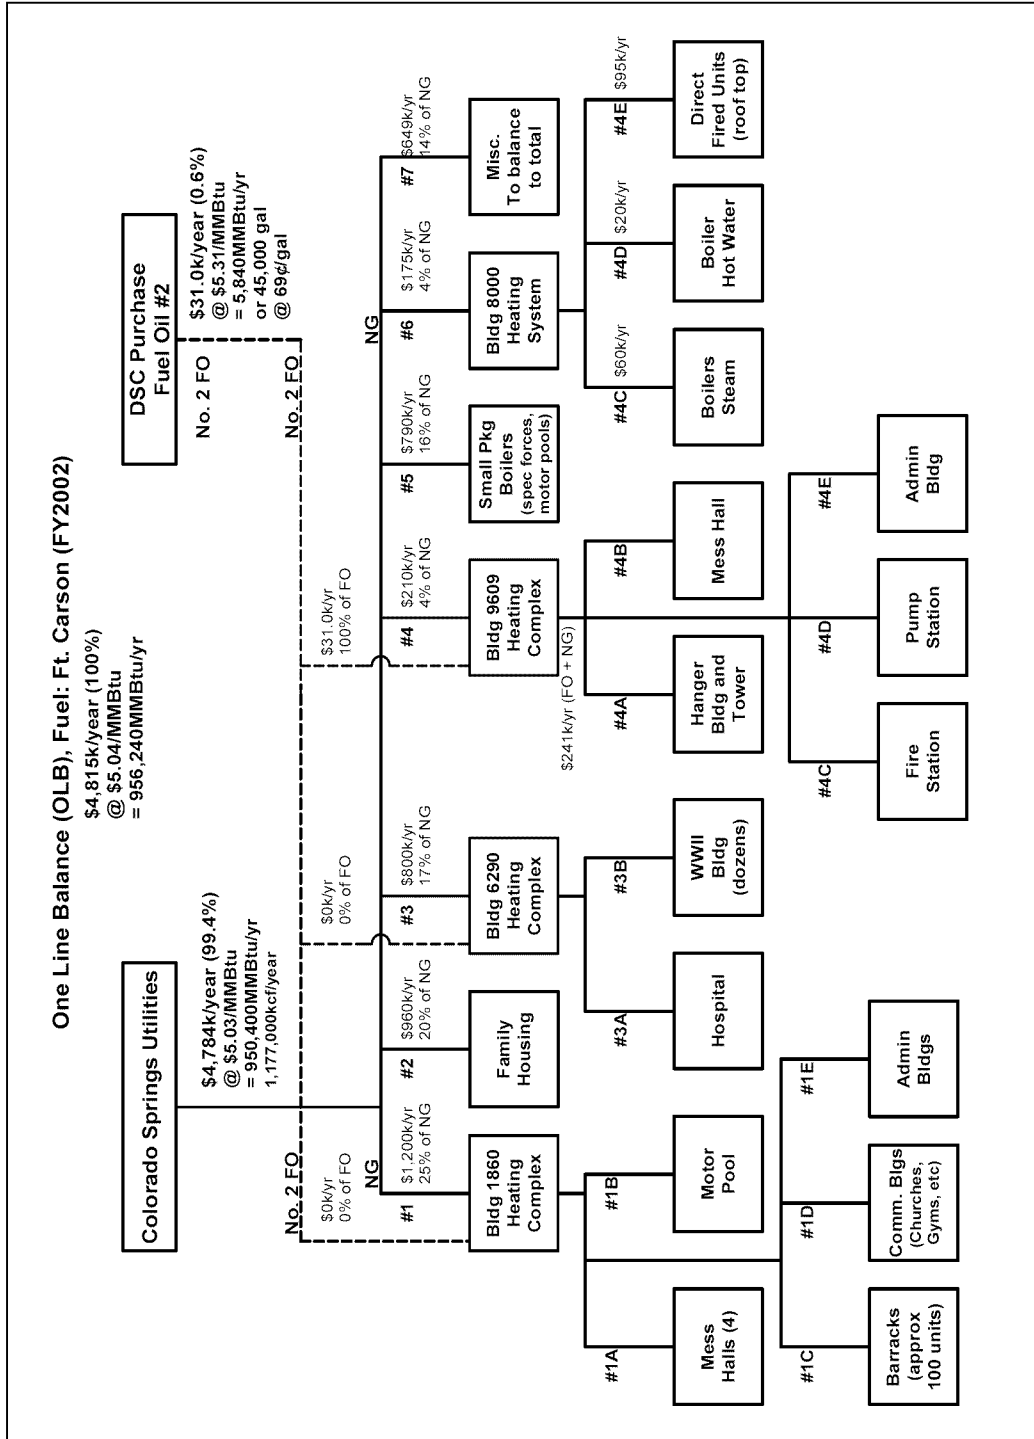 One Line Balance (OLB), Fuel: Ft. Carson (FY2002)
$4,815k/year (100%)
@ $5.04/MMBtu
= 956,240MMBtu/yr
Colorado Springs Utilities
$4,784k/year (99.4%)
@ $5.03/MMBtu
= 950,400MMBtu/yr
1,177,000kcf/year
DSC Purchase
Fuel Oil #2
No. 2 FO
$31.0k/year (0.6%)
@ $5.31/MMBtu
= 5,840MMBtu/yr
or 45,000 gal
@ 69¢/gal
No. 2 FO
No. 2 FO
$0k/yr
0% of FO
$0k/yr
0% of FO
$31.0k/yr
100% of FO
NG
NG
#1
$1,200k/yr
25% of NG
#2
$960k/yr
20% of NG
#3
$800k/yr
17% of NG
#4
$210k/yr
4% of NG
#5
$790k/yr
16% of NG
#6
$175k/yr
4% of NG
#7
$649k/yr
14% of NG
Bldg 1860
Heating
Complex
Family
Housing
Bldg 6290
Heating
Complex
Bldg 9609
Heating
Complex
Small Pkg
Boilers
(spec forces,
motor pools)
Bldg 8000
Heating
System
Misc.
To balance
to total
$241k/yr (FO + NG)
#1A
#1B
#3A
#3B
#4A
#4B
#4C
$60k/yr
#4D
$20k/yr
#4E
$95k/yr
Mess
Halls (4)
Motor
Pool
Hospital
WWII
Bldg
(dozens)
Hanger
Bldg and
Tower
Mess Hall
Boilers
Steam
Boiler
Hot Water
Direct
Fired Units
(roof top)
#1C
#1D
#1E
#4C
#4D
#4E
Barracks
(approx
100 units)
Comm. Blgs
(Churches,
Gyms, etc)
Admin
Bldgs
Fire
Station
Pump
Station
Admin
Bldg